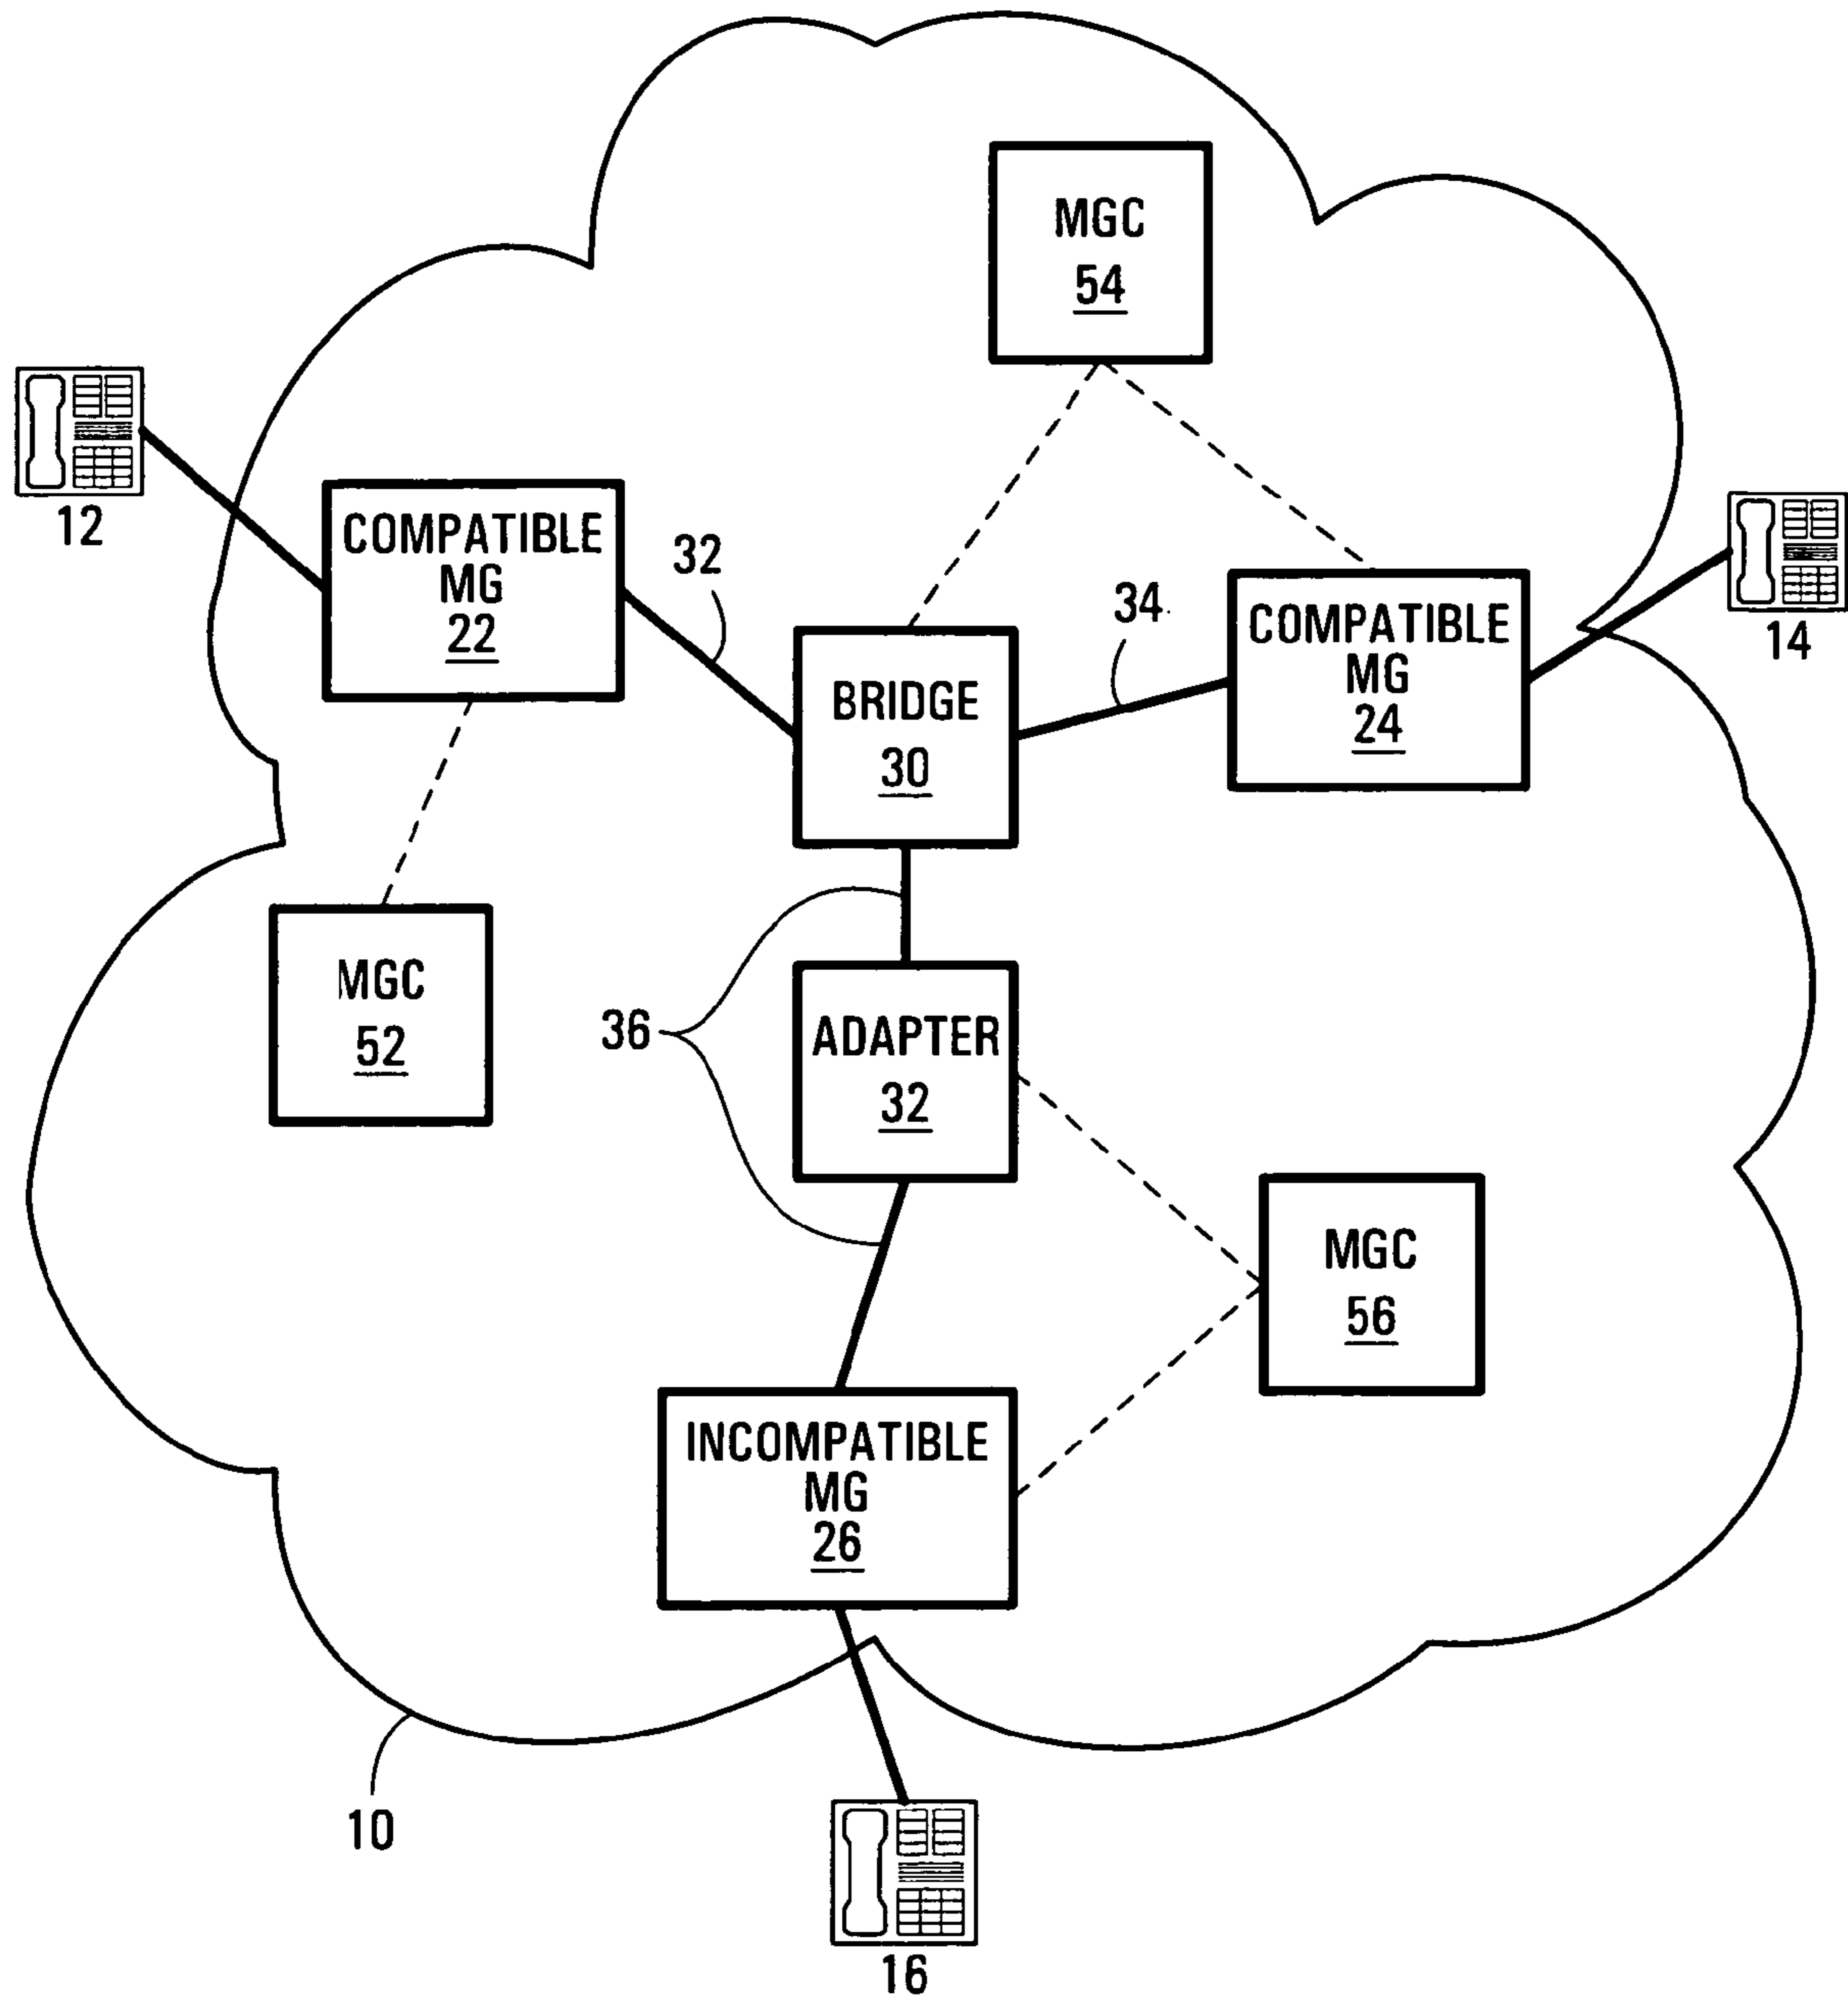 MGC
54
12
COMPATIBLE
MG
22
32
34
COMPATIBLE
MG
24
14
BRIDGE
30
MGC
52
36
ADAPTER
32
MGC
56
INCOMPATIBLE
MG
26
10
16